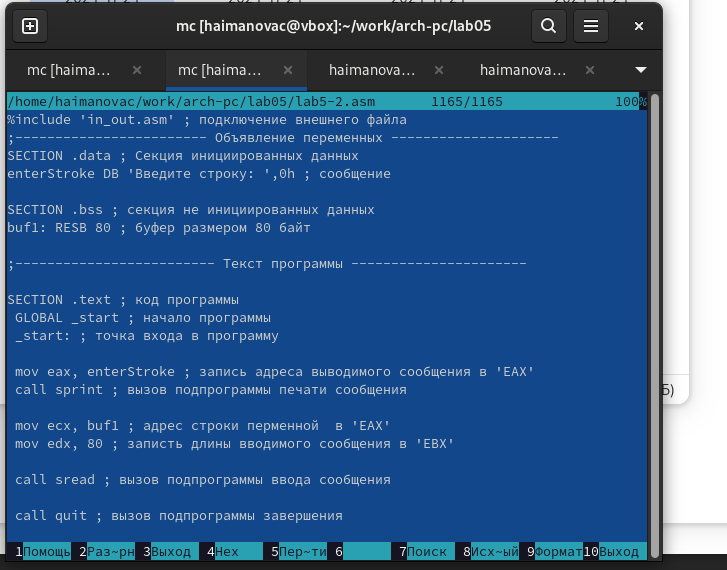 mc [haimanovac@vbox]:~/work/arch-pc/lab05
mc [haima... mc [haima... haimanova... haimanova...
/home/haimanovac/work/arch-pc/lab05/lab5-2.asm 1165/1165 100%
%include 'in_out.asm' ; подключение внешнего файла
;------------------------ Объявление переменных ---------------------
SECTION .data ; Секция инициированных данных
enterStroke DB 'Введите строку: ',0h ; сообщение
SECTION .bss ; секция не инициированных данных
buf1: RESB 80 ; буфер размером 80 байт
;------------------------- Текст программы ----------------------
SECTION .text ; код программы
GLOBAL _start ; начало программы
_start: ; точка входа в программу
mov eax, enterStroke ; запись адреса выводимого сообщения в 'EAX'
call sprint ; вызов подпрограммы печати сообщения
mov ecx, buf1 ; адрес строки перменной  в 'EAX'
mov edx, 80 ; запистть длины вводимого сообщения в 'EBX'
call sread ; вызов подпрограммы ввода сообщения
call quit ; вызов подпрограммы завершения
1Помощь 2Раз~рн 3Выход 4Hex 5Пер~ти 6 7Поиск 8Исх~ый 9Формат 10Выход
Б)